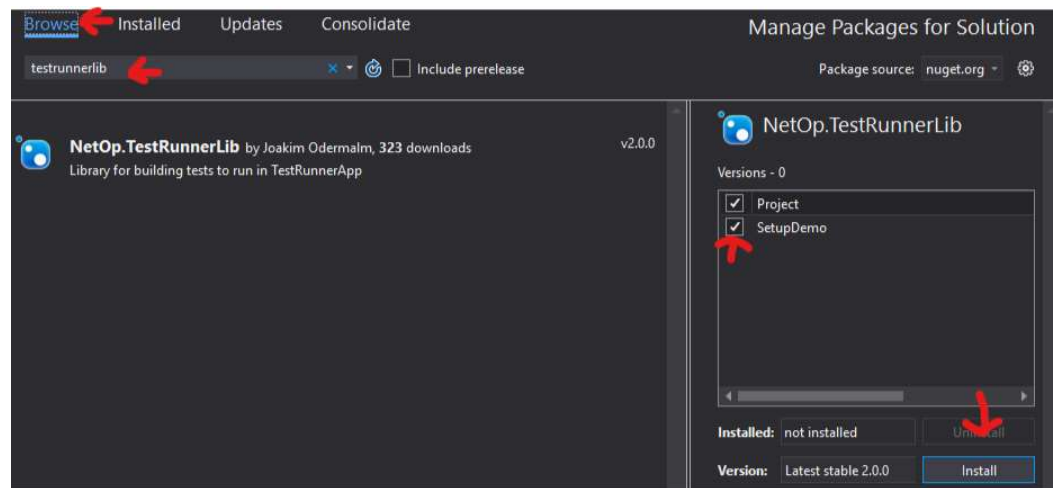 Browse Installed Updates Consolidate
Manage Packages for Solution
testrunnerlib
Include prerelease
Package source: nuget.org
NetOp.TestRunnerLib by Joakim Odermalm, 323 downloads
v2.0.0
Library for building tests to run in TestRunnerApp
NetOp.TestRunnerLib
Versions - 0
Project
SetupDemo
Installed: not installed
Uninstall
Version: Latest stable 2.0.0
Install